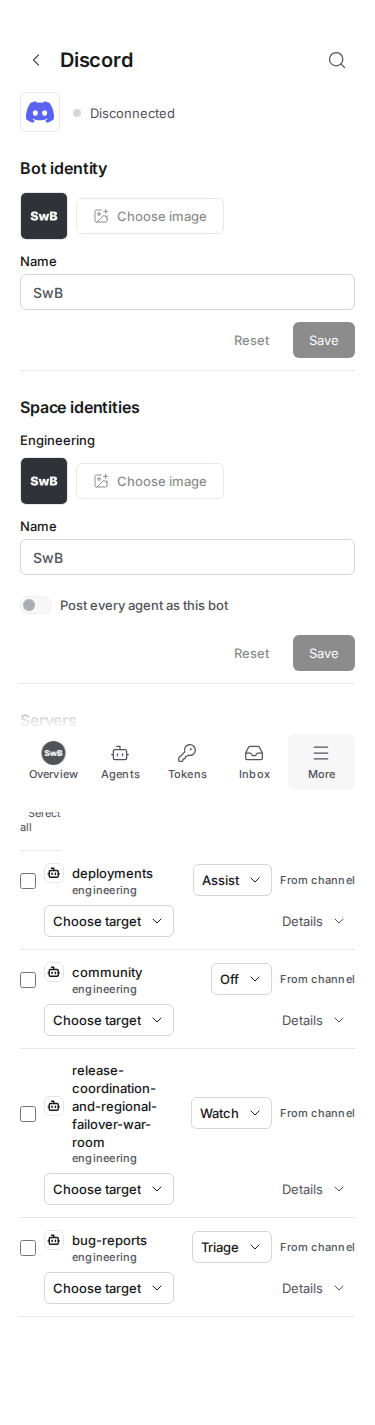 Discord
Disconnected
Bot identity
SwB
Choose image
Name
SwB
Reset
Save
Space identities
Engineering
SwB
Choose image
Name
SwB
Post every agent as this bot
Reset
Save
Servers
SwB
Overview
Agents
Tokens
Inbox
More
Select
all
deployments
engineering
Assist
From channel
Choose target
Details
community
engineering
Off
From channel
Choose target
Details
release-
coordination-
and-regional-
failover-war-
room
engineering
Watch
From channel
Choose target
Details
bug-reports
engineering
Triage
From channel
Choose target
Details